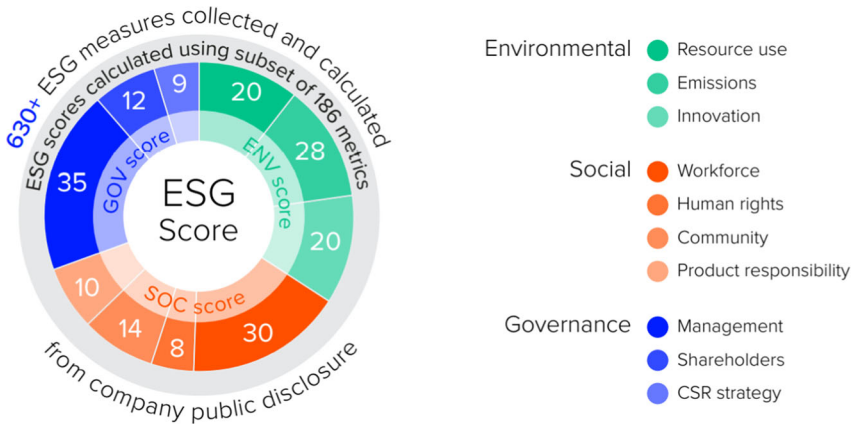 630+ ESG measures collected and calculated
ESG scores calculated using subset of 186 metrics
from company public disclosure
ESG
Score
ENV score
SOC score
GOV score
20
28
20
30
8
14
10
35
12
9
Environmental
Resource use
Emissions
Innovation
Social
Workforce
Human rights
Community
Product responsibility
Governance
Management
Shareholders
CSR strategy